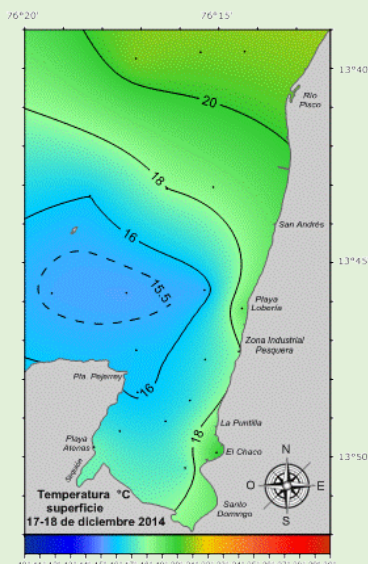 76°20'
76°15'
13°40'
Río
Pisco
20
18
San Andrés
16
13°45'
15.5
Playa
Lobería
Zona Industrial
Pesquera
Pta. Pejerrey
16
La Puntilla
18
Playa
Atenas
El Chaco
13°50'
Sequión
N
O
E
S
Temperatura °C
superficie
17-18 de diciembre 2014
Santo
Domingo